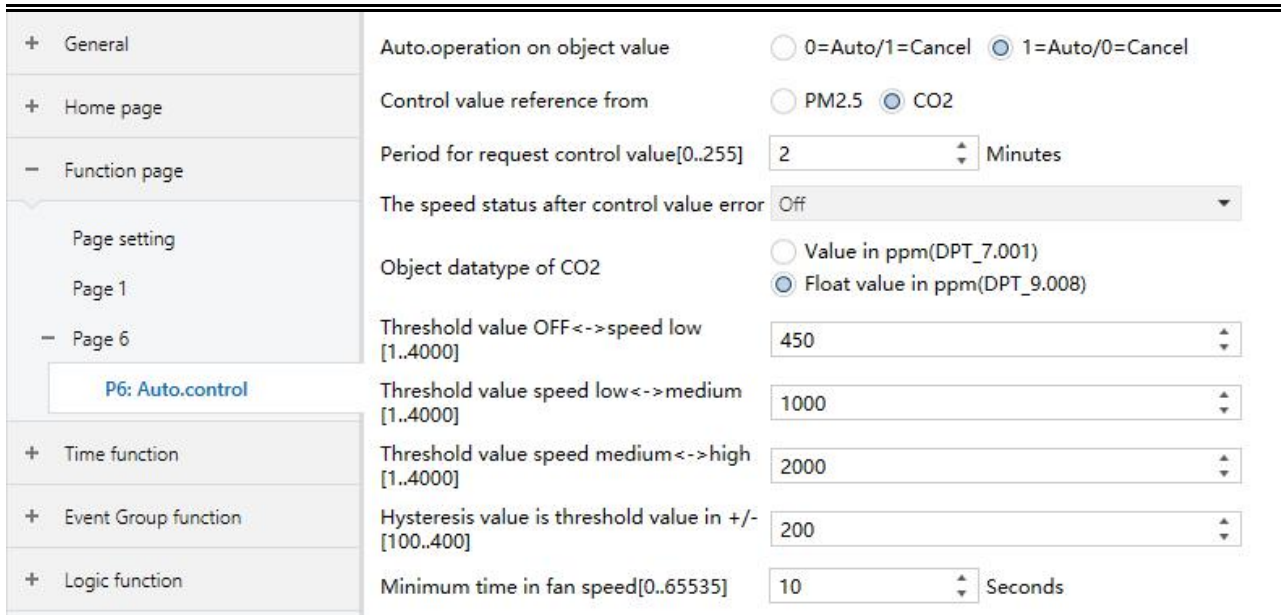 + General
Auto.operation on object value 0=Auto/1=Cancel 1=Auto/0=Cancel
+ Home page
Control value reference from PM2.5 CO2
− Function page
Period for request control value[0..255] 2 Minutes
The speed status after control value error Off
Page setting
Object datatype of CO2 Value in ppm(DPT_7.001)
Float value in ppm(DPT_9.008)
Page 1
− Page 6
Threshold value OFF<->speed low
[1..4000] 450
P6: Auto.control
Threshold value speed low<->medium
[1..4000] 1000
+ Time function
Threshold value speed medium<->high
[1..4000] 2000
+ Event Group function
Hysteresis value is threshold value in +/-
[100..400] 200
+ Logic function
Minimum time in fan speed[0..65535] 10 Seconds